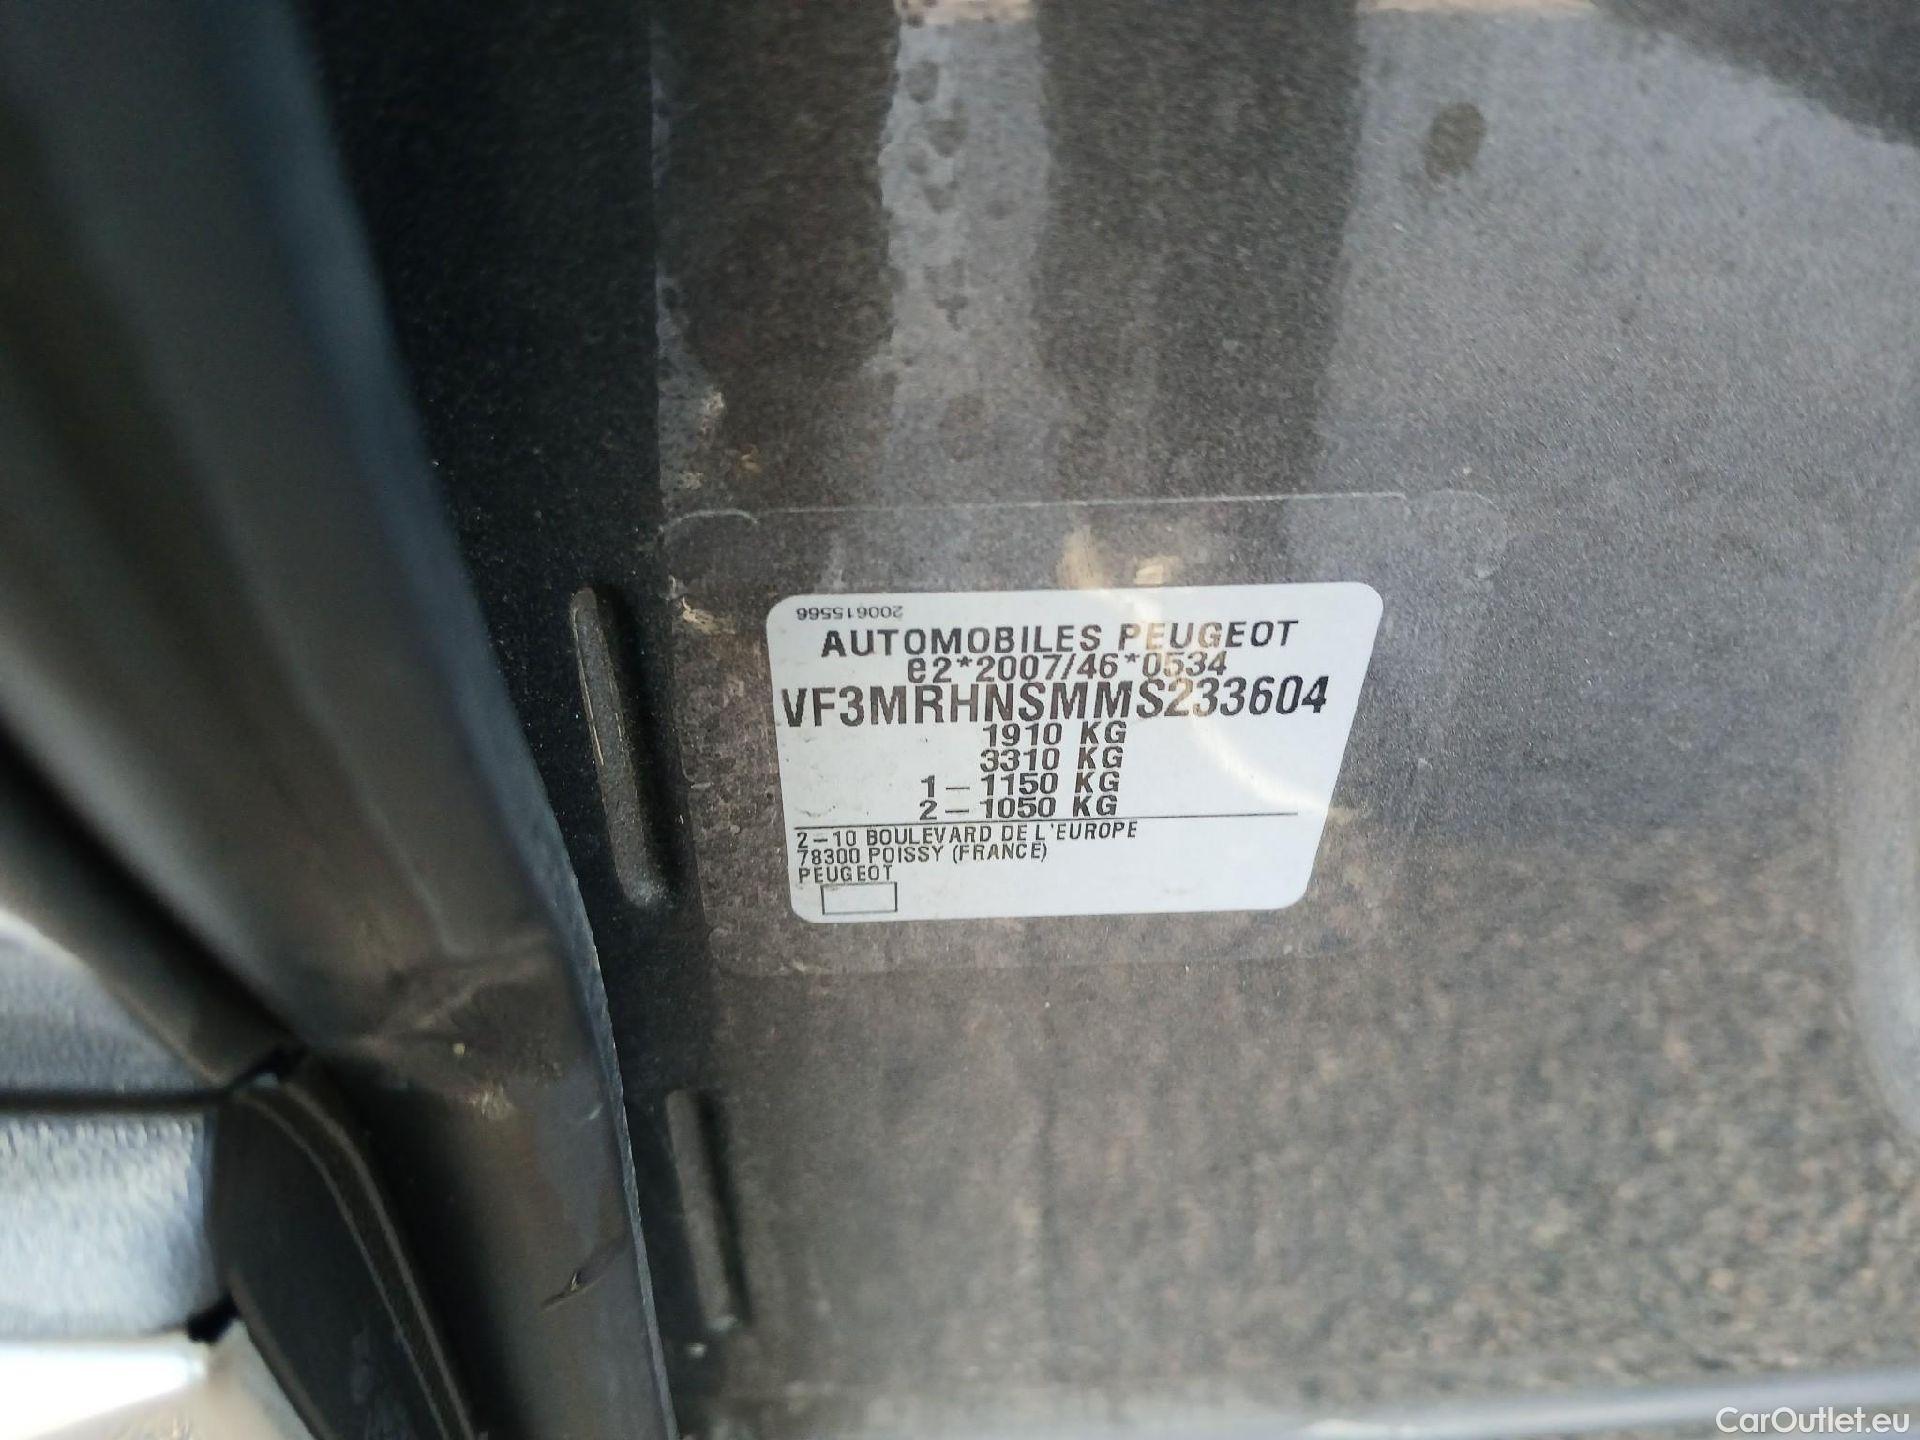 200615566
AUTOMOBILES PEUGEOT
e2*2007/46*0534
VF3MRHNSMMS233604
1910 KG
3310 KG
1 - 1150 KG
2 - 1050 KG
2-10 BOULEVARD DE L'EUROPE
78300 POISSY (FRANCE)
PEUGEOT
CarOutlet.eu